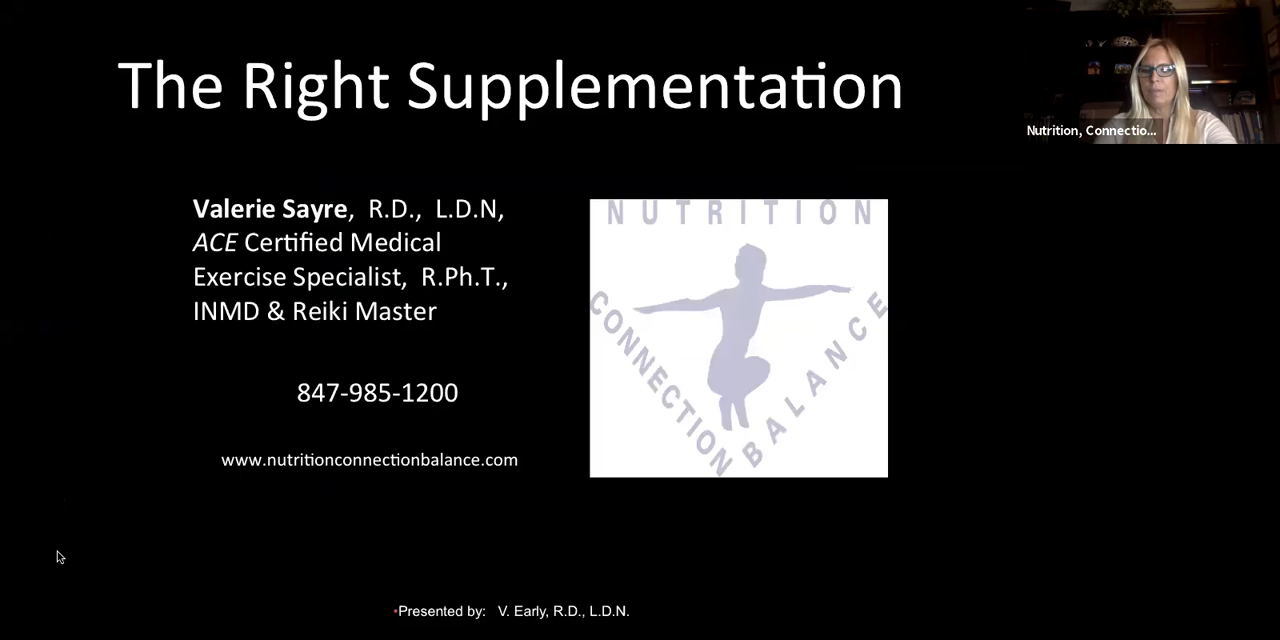 The Right Supplementation
Nutrition, Connectio...
Valerie Sayre, R.D., L.D.N,
ACE Certified Medical
Exercise Specialist, R.Ph.T.,
INMD & Reiki Master
847-985-1200
www.nutritionconnectionbalance.com
NUTRITION
CONNECTION
BALANCE
•Presented by: V. Early, R.D., L.D.N.